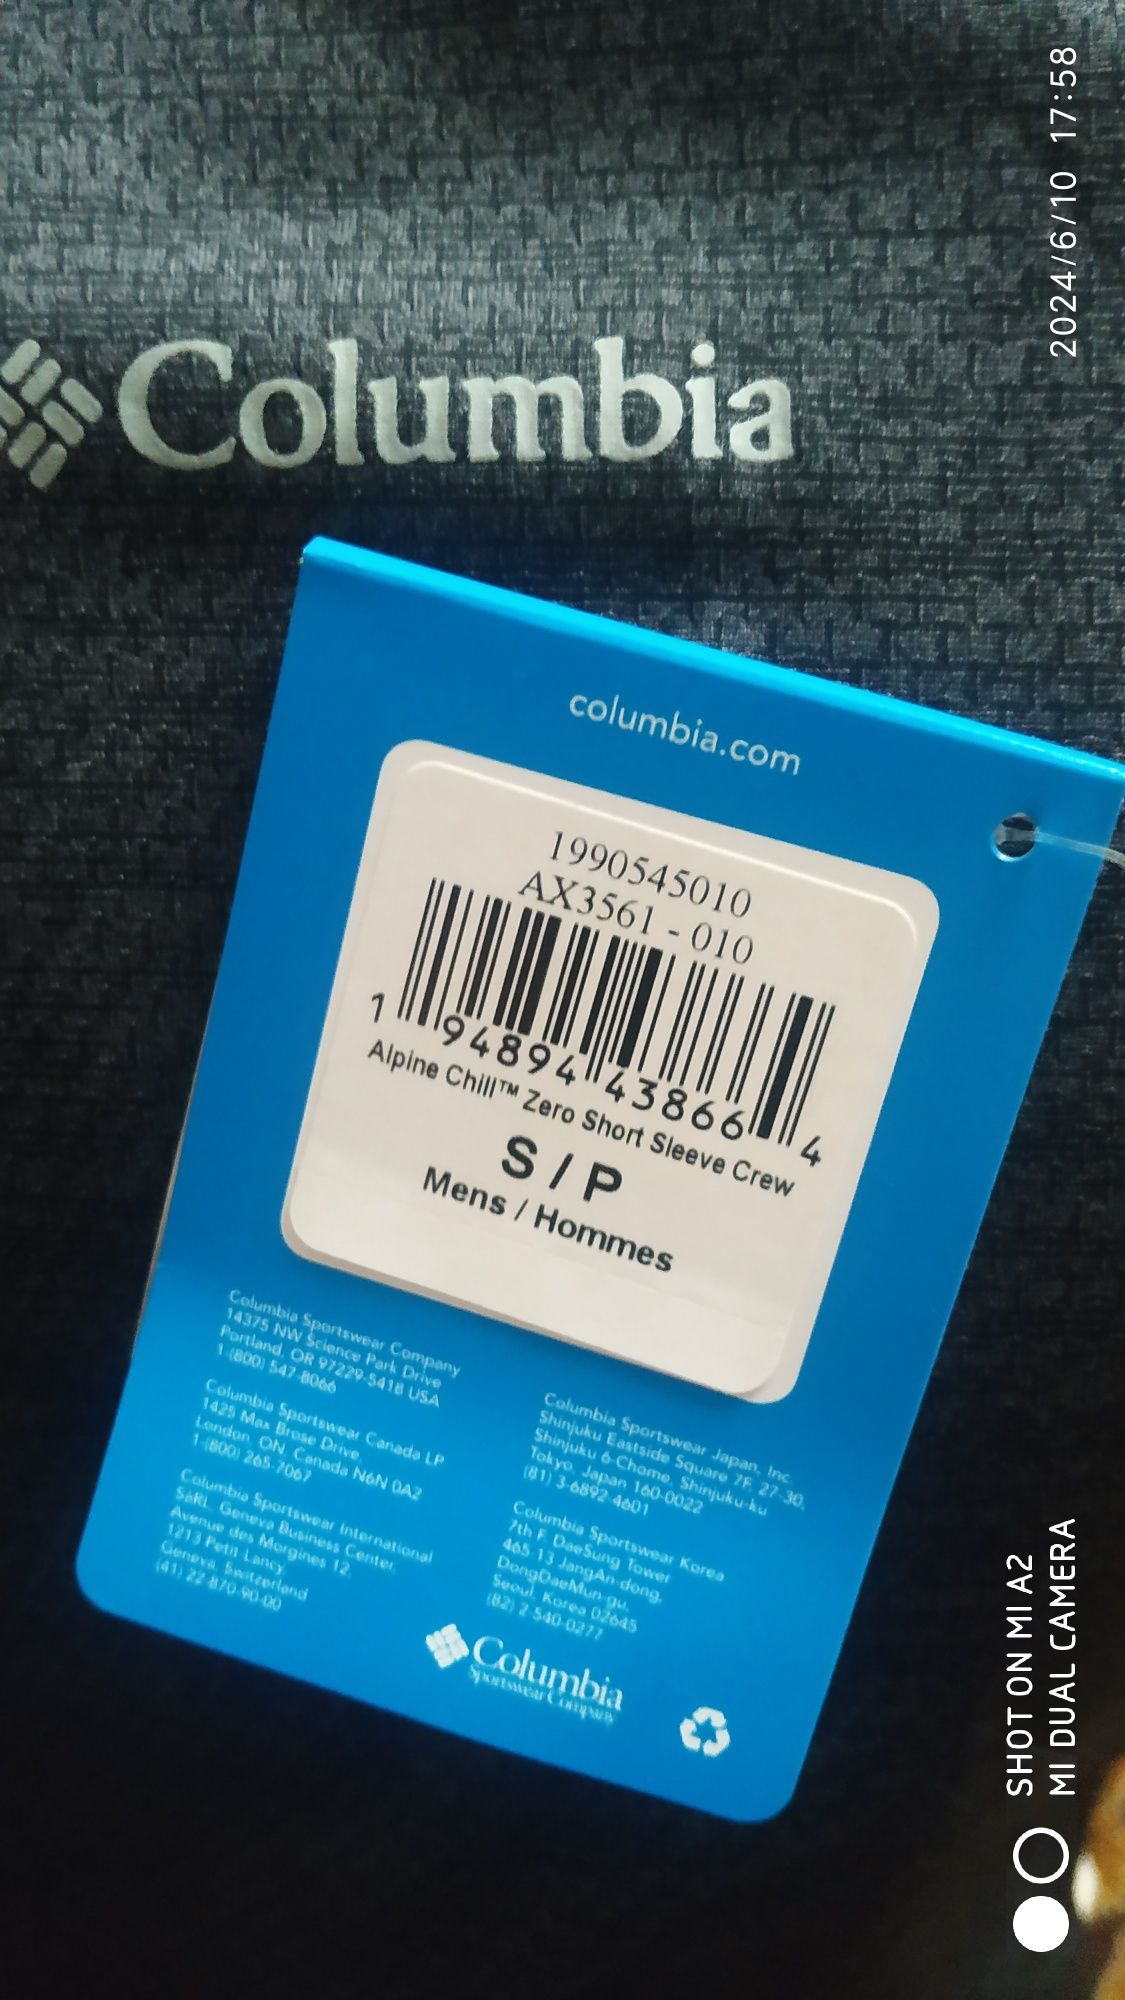 Columbia
columbia.com
1990545010
AX3561 - 010
1 94894 43866 4
Alpine Chill™ Zero Short Sleeve Crew
S / P
Mens / Hommes
Columbia Sportswear Company
14375 NW Science Park Drive
Portland, OR 97229-5418 USA
1-(800) 547-8066
Columbia Sportswear Canada LP
1425 Max Brose Drive,
London, ON, Canada N6N 0A2
1-(800) 265-7067
Columbia Sportswear International
SàRL, Geneva Business Center,
Avenue des Morgines 12
1213 Petit Lancy,
Geneva, Switzerland
(41) 22-870-90-00
Columbia Sportswear Japan, Inc.
Shinjuku Eastside Square 7F, 27-30,
Shinjuku 6-Chome, Shinjuku-ku
Tokyo, Japan 160-0022
(81) 3-6892-4601
Columbia Sportswear Korea
7th F. DaeSung Tower
465-13 JangAn-dong,
DongDaeMun-gu,
Seoul, Korea 02645
(82) 2-540-0277
Columbia
Sportswear Company
2024/6/10 17:58
SHOT ON MI A2
MI DUAL CAMERA